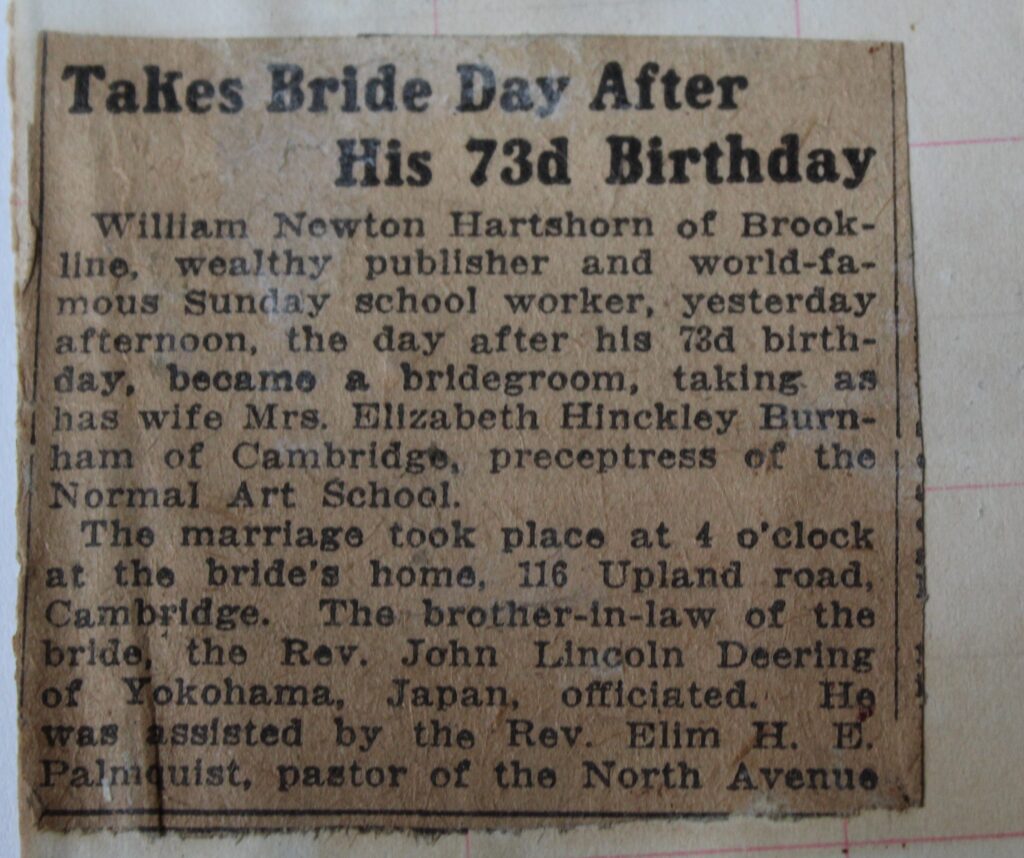 Takes Bride Day After
His 73d Birthday
William Newton Hartshorn of Brook-
line, wealthy publisher and world-fa-
mous Sunday school worker, yesterday
afternoon, the day after his 73d birth-
day, became a bridegroom, taking as
has wife Mrs. Elizabeth Hinckley Burn-
ham of Cambridge, preceptress of the
Normal Art School.
The marriage took place at 4 o'clock
at the bride's home, 116 Upland road,
Cambridge. The brother-in-law of the
bride, the Rev. John Lincoln Deering
of Yokohama, Japan, officiated. He
was assisted by the Rev. Elim H. E.
Palmquist, pastor of the North Avenue